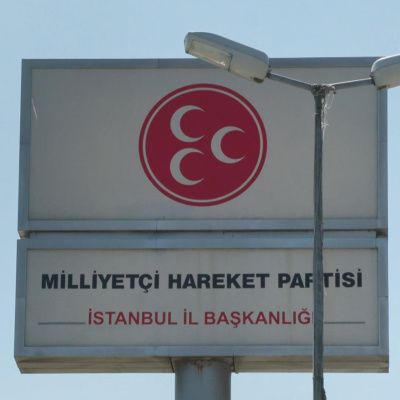 MİLLİYETÇİ HAREKET PARTİSİ
İSTANBUL İL BAŞKANLIĞI